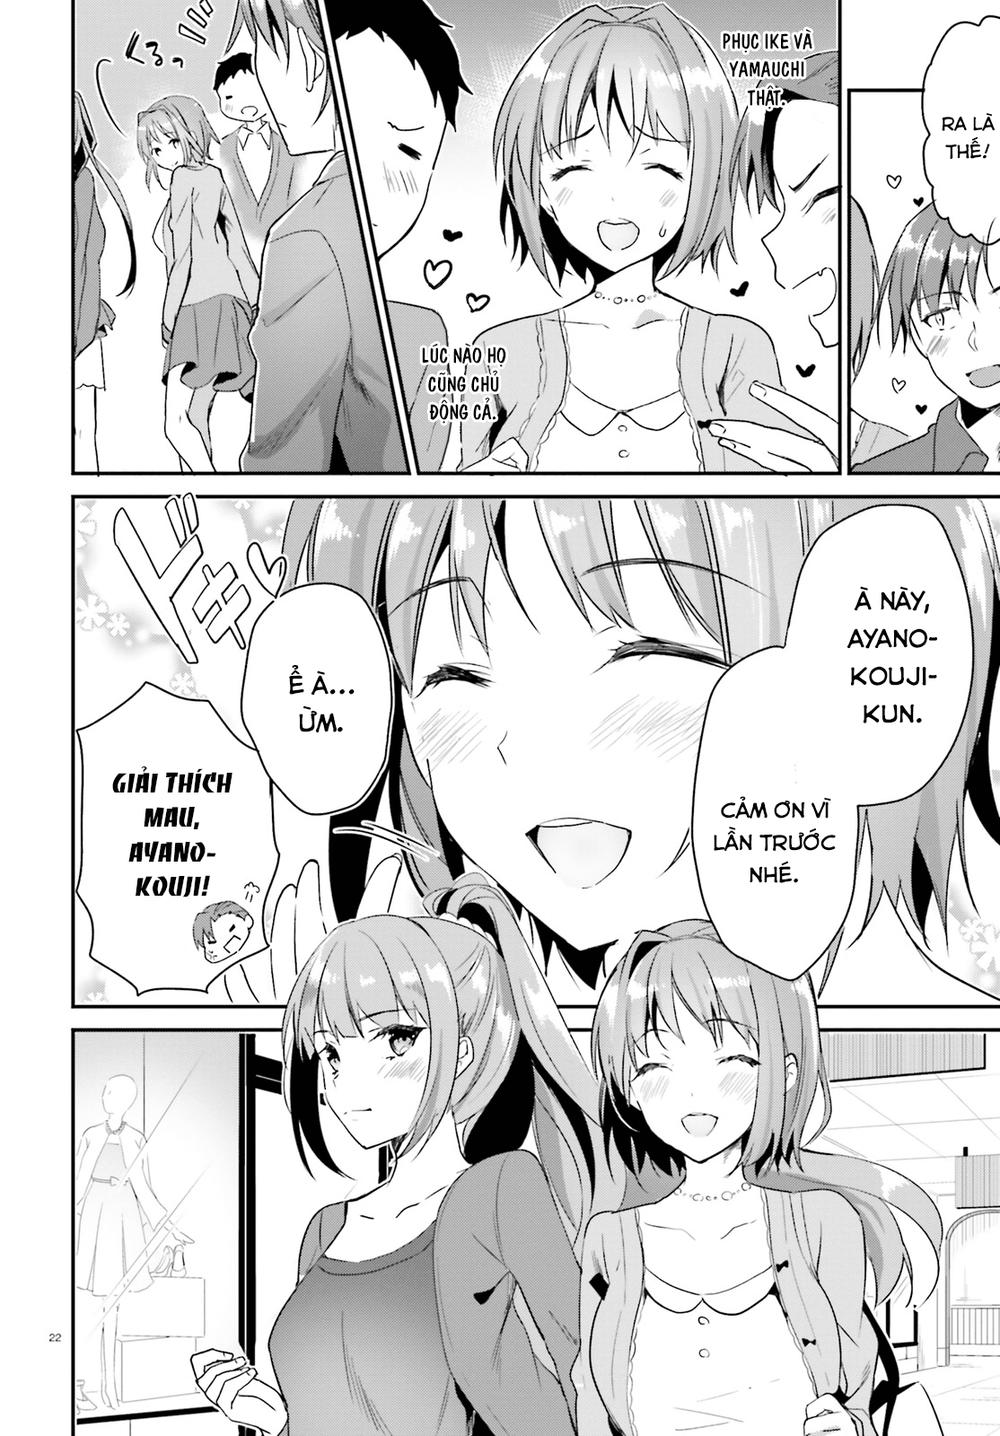 RA LÀ
THẾ!
PHỤC IKE VÀ
YAMAUCHI
THẬT.
LÚC NÀO HỌ
CŨNG CHỦ
ĐỘNG CẢ.
くるっ
À NÀY,
AYANO-
KOUJI-
KUN.
CẢM ƠN VÌ
LẦN TRƯỚC
NHÉ.
ドキ
Ể À...
ỪM.
GIẢI THÍCH
MAU,
AYANO-
KOUJI!
22